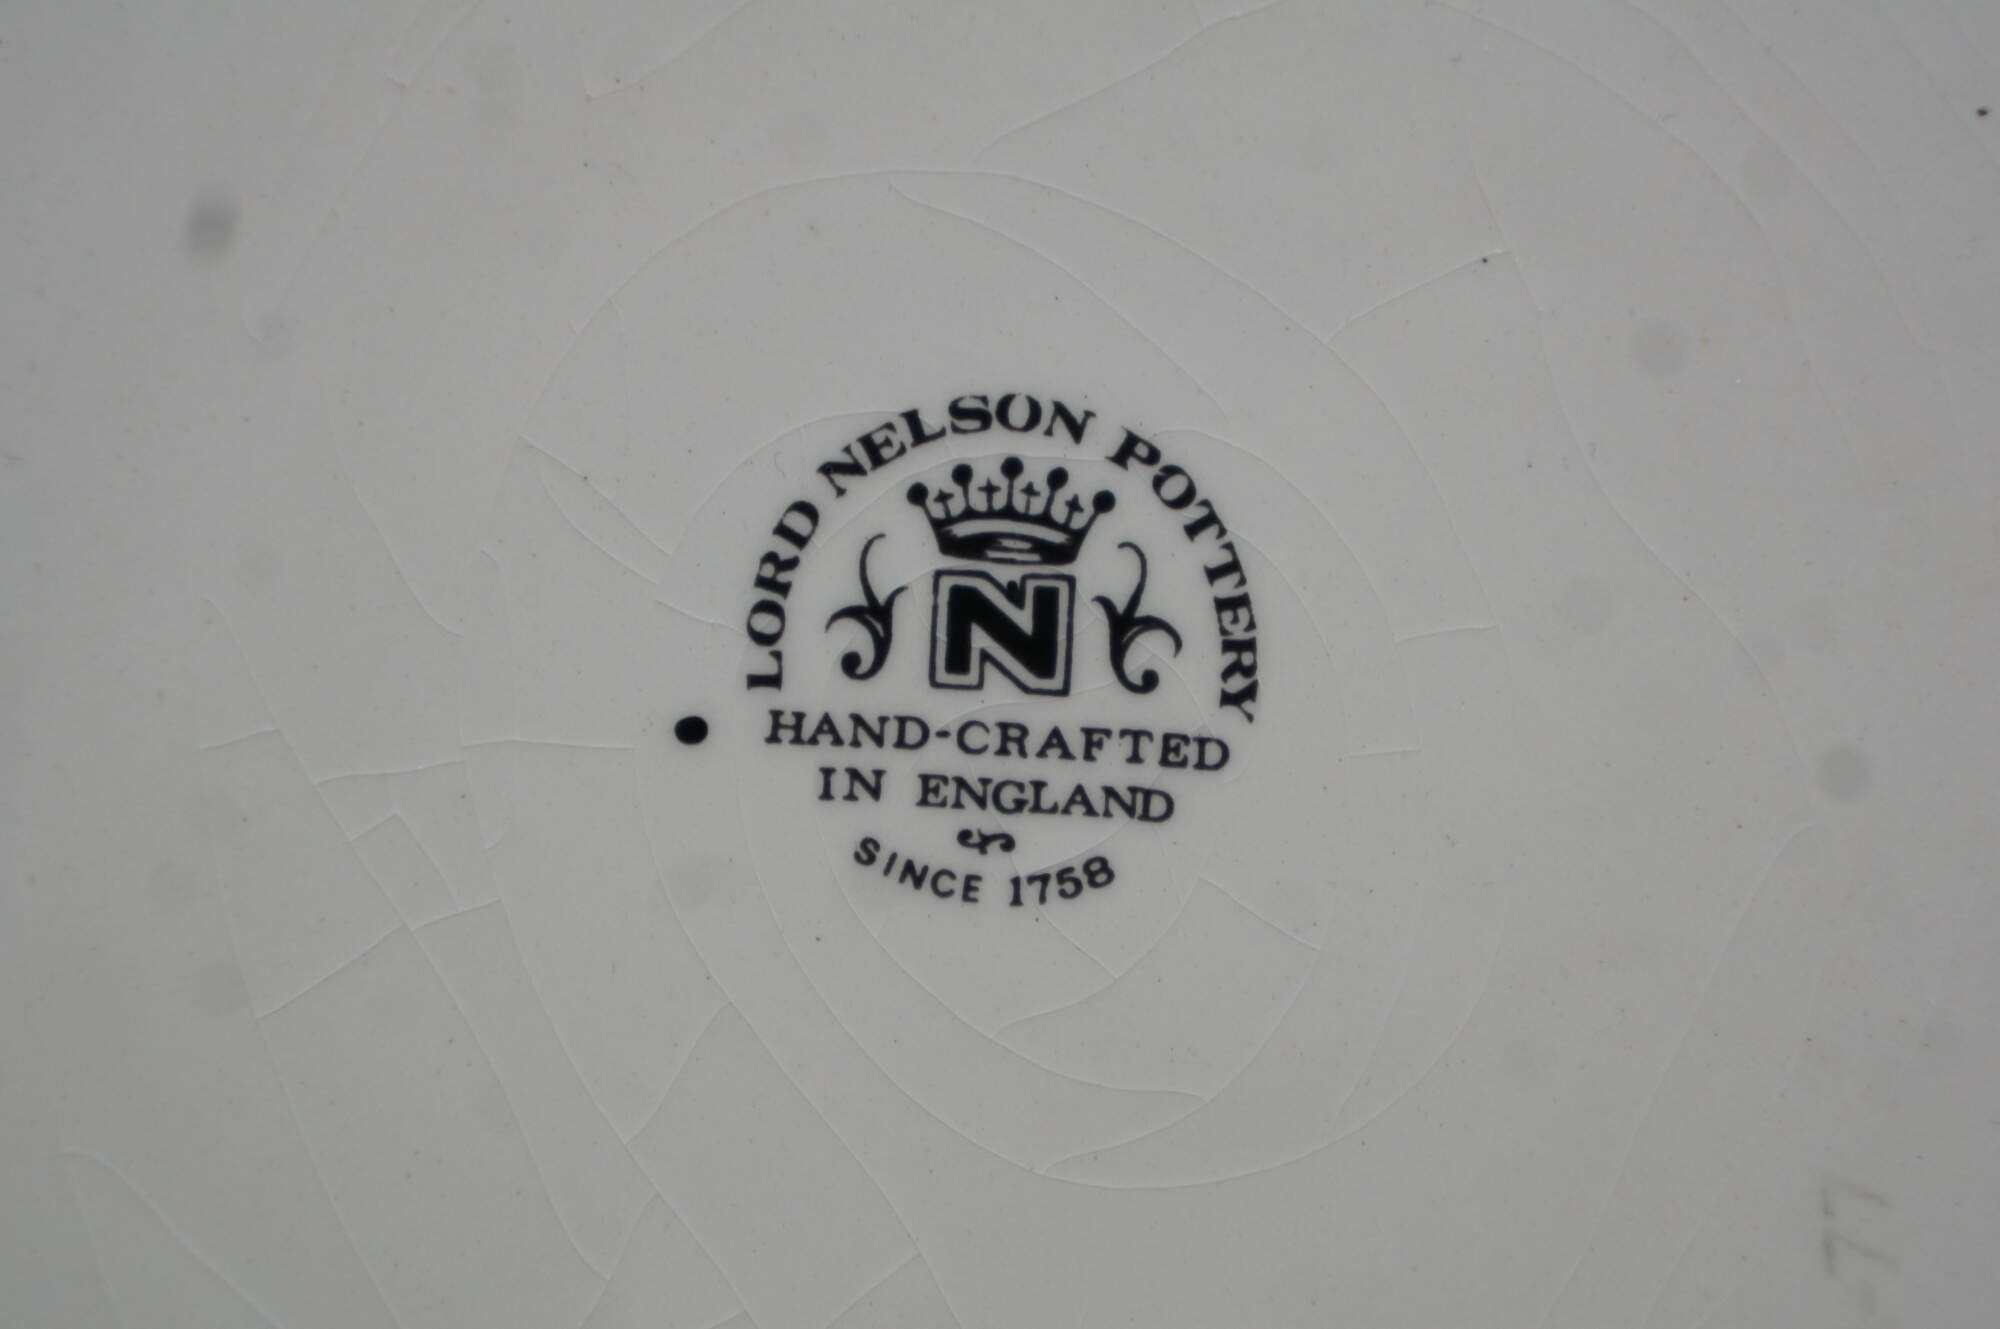 LORD NELSON POTTERY
N
HAND-CRAFTED
IN ENGLAND
SINCE 1758